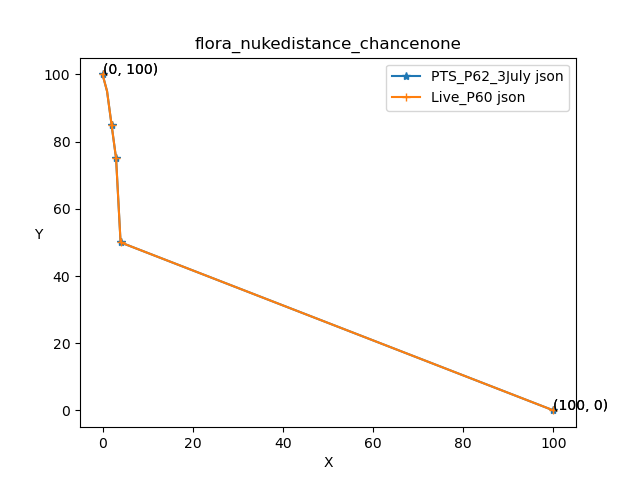 flora_nukedistance_chancenone
PTS_P62_3July json
Live_P60 json
(0, 100)
100
80
60
40
20
0
Y
(100, 0)
0 20 40 60 80 100
X